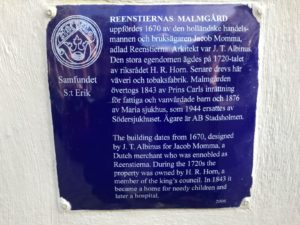 REENSTIERNAS MALMGÅRD
uppfördes 1670 av den holländske handels-
mannen och bruksägaren Jacob Momma,
adlad Reenstierna. Arkitekt var J. T. Albinus.
Den stora egendomen ägdes på 1720-talet
av riksrådet H. R. Horn. Senare drevs här
väveri och tobaksfabrik. Malmgården
övertogs 1843 av Prins Carls inrättning
för fattiga och vanvårdade barn och 1876
av Maria sjukhus, som 1944 ersattes av
Södersjukhuset. Ägare är AB Stadsholmen.
Samfundet
S:t Erik
The building dates from 1670, designed
by J. T. Albinus for Jacob Momma, a
Dutch merchant who was ennobled as
Reenstierna. During the 1720s the
property was owned by H. R. Horn, a
member of the king's council. In 1843 it
became a home for needy children and
later a hospital.